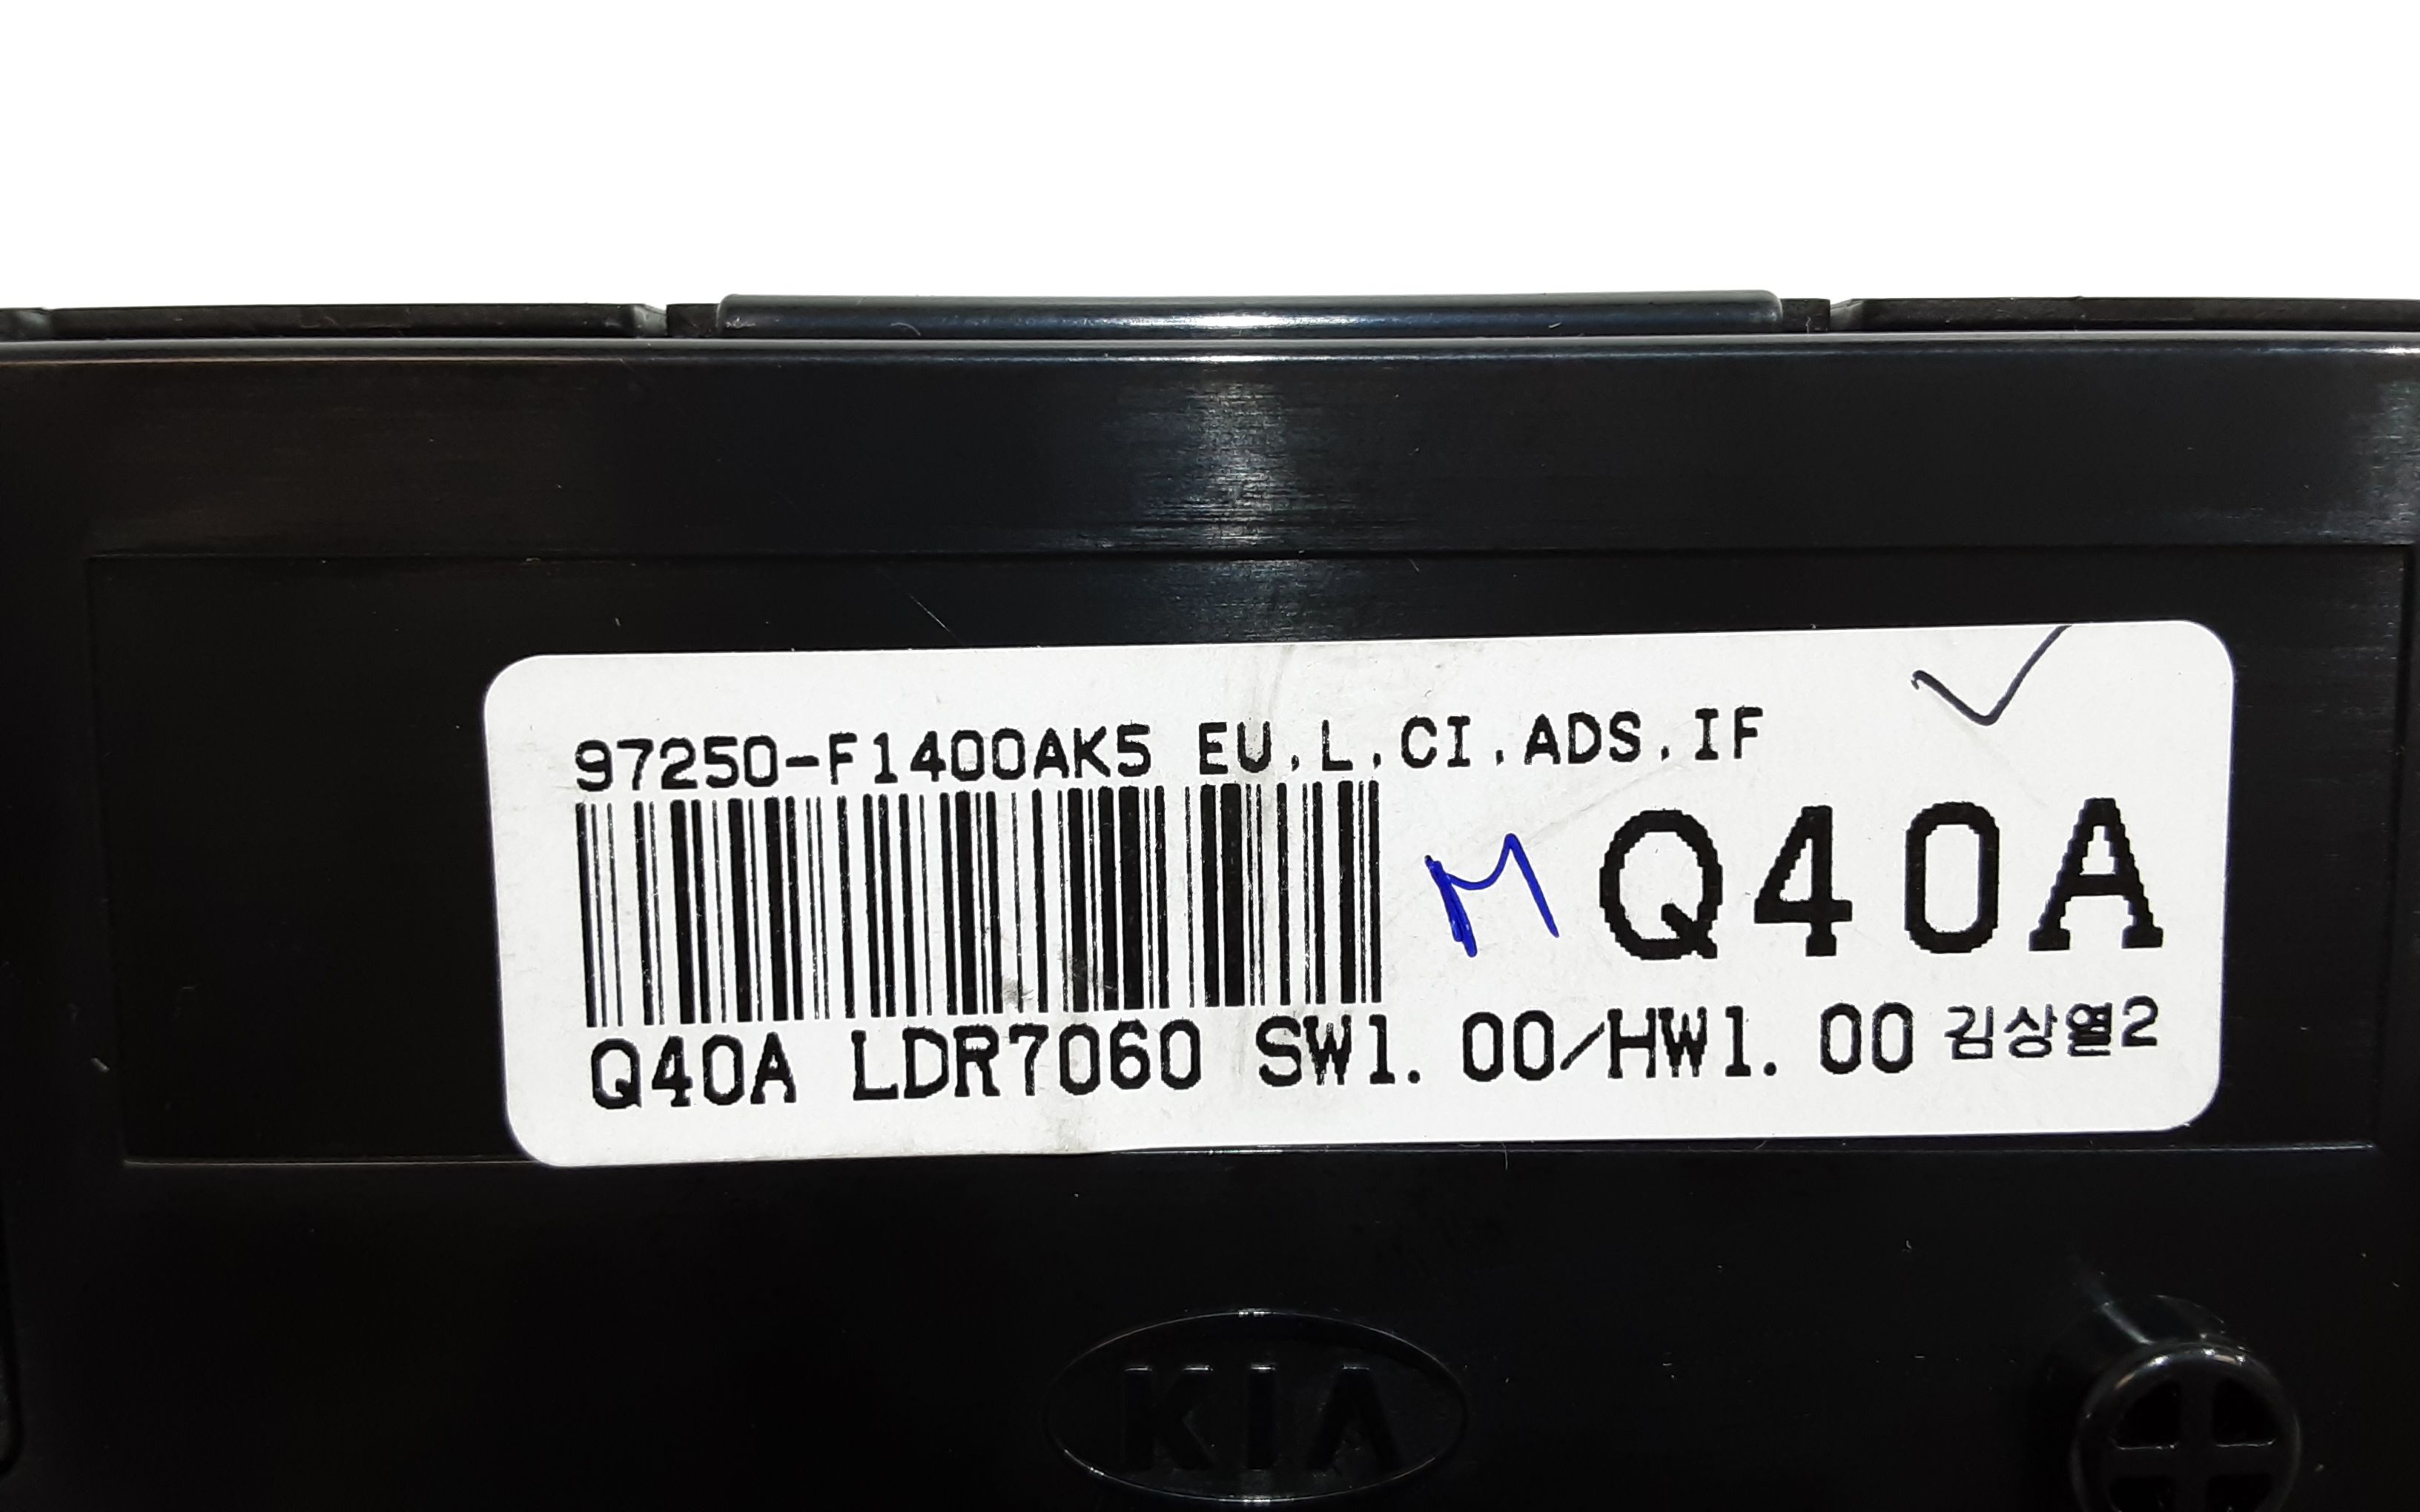 97250-F1400AK5 EU.L.CI.ADS.IF
M Q40A
Q40A LDR7060 SW1.00/HW1.00 김상열2
KIA